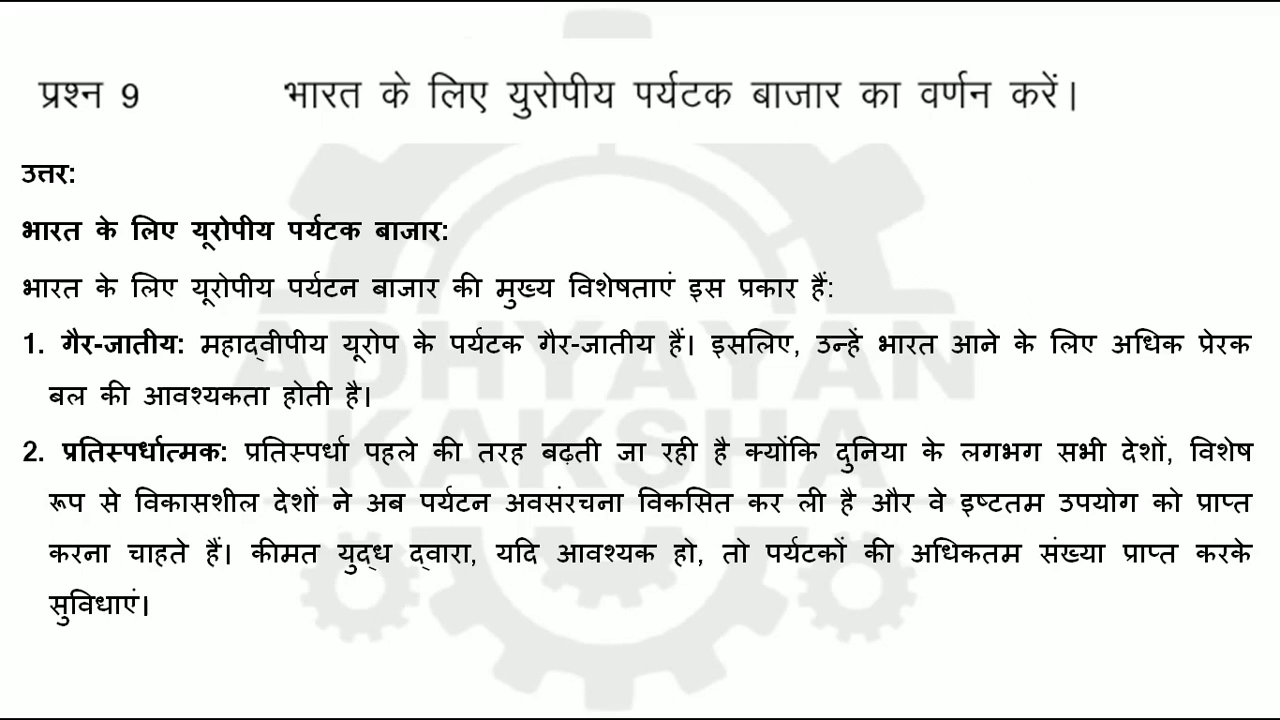 प्रश्न 9 भारत के लिए युरोपीय पर्यटक बाजार का वर्णन करें।
उत्तर:
भारत के लिए यूरोपीय पर्यटक बाजार:
भारत के लिए यूरोपीय पर्यटन बाजार की मुख्य विशेषताएं इस प्रकार हैं:
1. गैर-जातीय: महाद्वीपीय यूरोप के पर्यटक गैर-जातीय हैं। इसलिए, उन्हें भारत आने के लिए अधिक प्रेरक
बल की आवश्यकता होती है।
2. प्रतिस्पर्धात्मक: प्रतिस्पर्धा पहले की तरह बढ़ती जा रही है क्योंकि दुनिया के लगभग सभी देशों, विशेष
रूप से विकासशील देशों ने अब पर्यटन अवसंरचना विकसित कर ली है और वे इष्टतम उपयोग को प्राप्त
करना चाहते हैं। कीमत युद्ध द्वारा, यदि आवश्यक हो, तो पर्यटकों की अधिकतम संख्या प्राप्त करके
सुविधाएं।
ADHYAYAN
KAKSHA